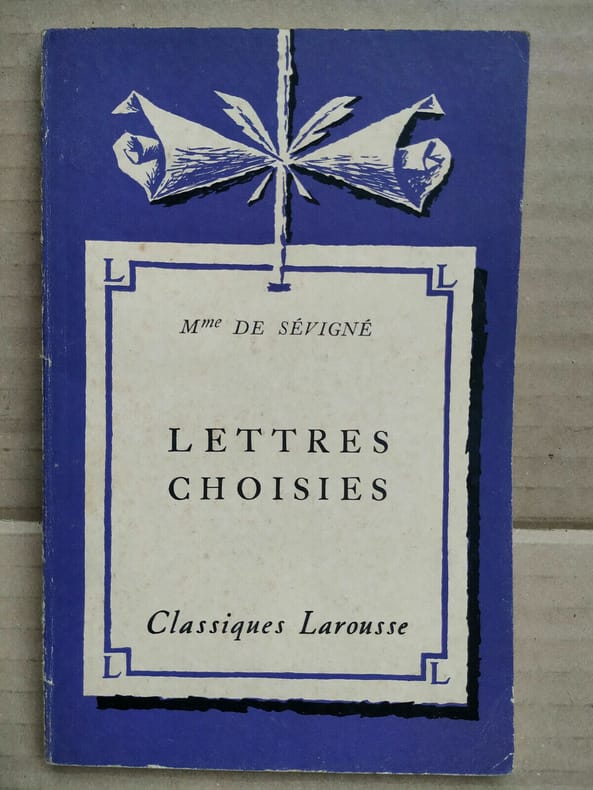 L L
Mme DE SÉVIGNÉ
LETTRES
CHOISIES
Classiques Larousse
L L